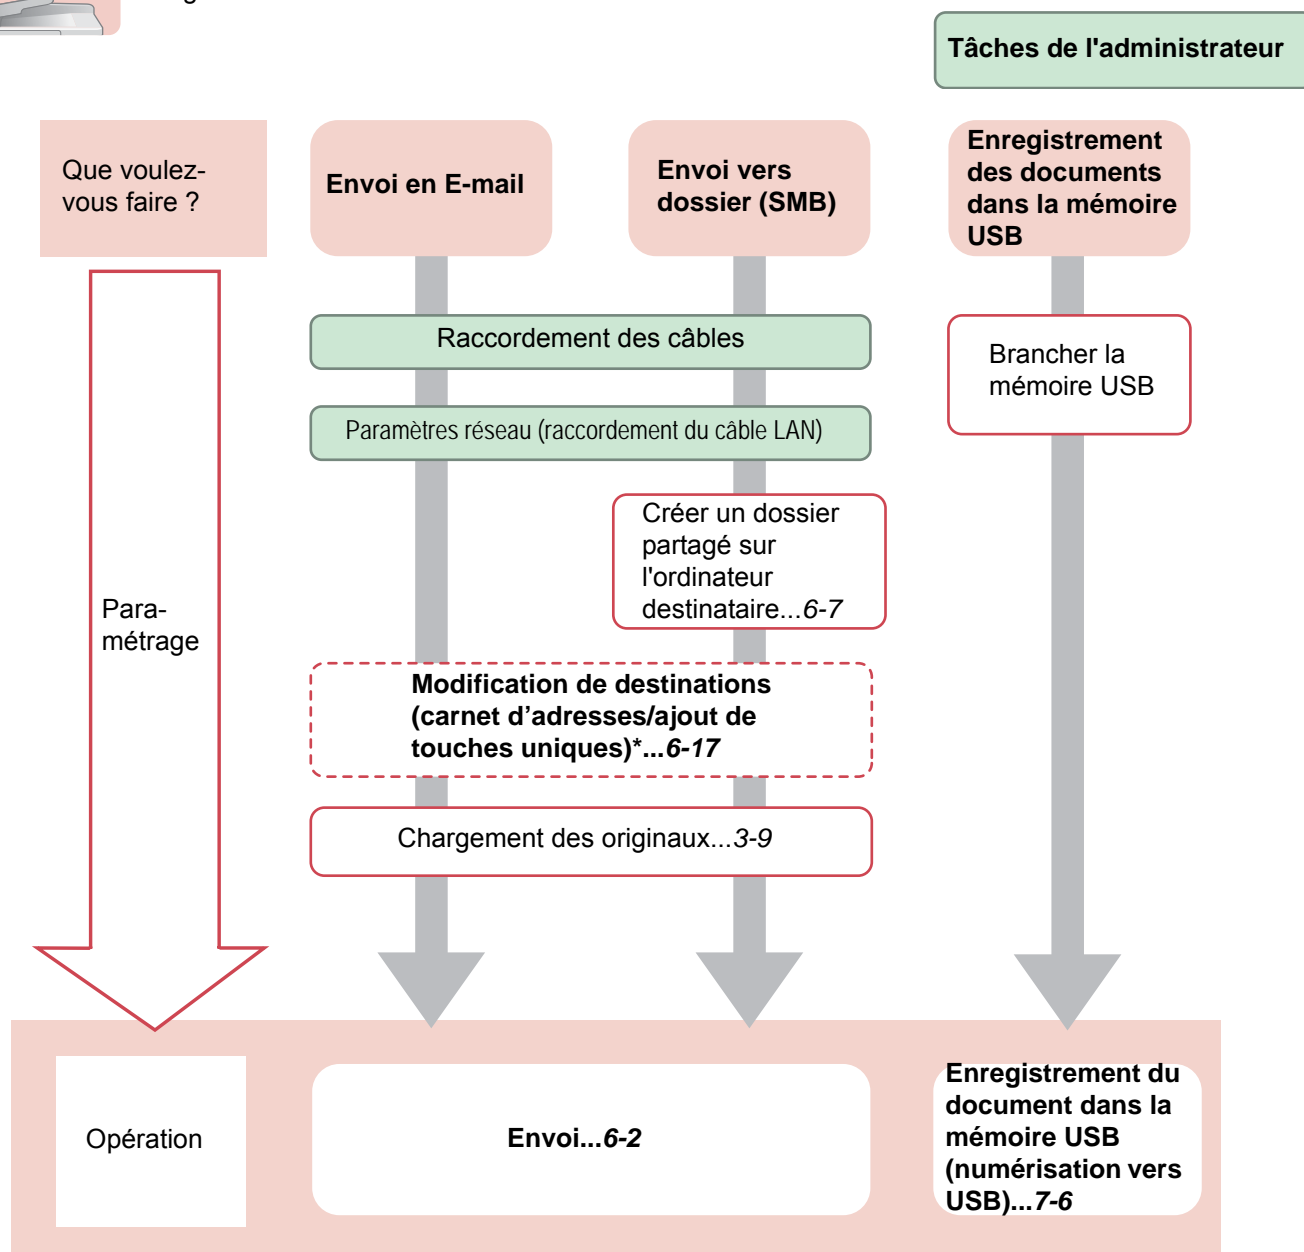 Tâches de l'administrateur
Que voulez-
vous faire ?
Envoi en E-mail
Envoi vers
dossier (SMB)
Enregistrement
des documents
dans la mémoire
USB
Raccordement des câbles
Brancher la
mémoire USB
Paramètres réseau (raccordement du câble LAN)
Créer un dossier
partagé sur
l'ordinateur
destinataire...6-7
Para-
métrage
Modification de destinations
(carnet d’adresses/ajout de
touches uniques)*...6-17
Chargement des originaux...3-9
Opération
Envoi...6-2
Enregistrement du
document dans la
mémoire USB
(numérisation vers
USB)...7-6